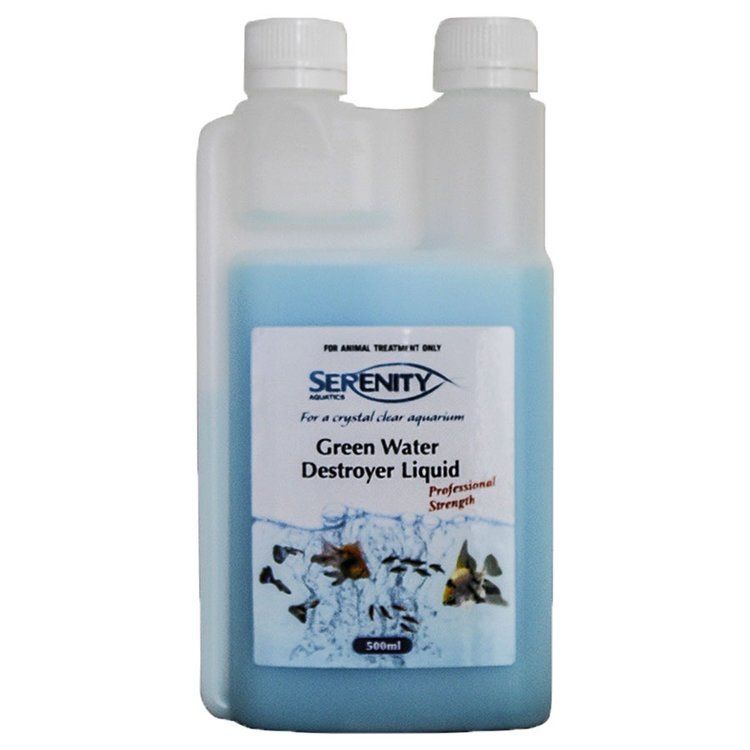 FOR ANIMAL TREATMENT ONLY
SERENITY
AQUATICS
For a crystal clear aquarium
Green Water
Destroyer Liquid
Professional
Strength
500ml